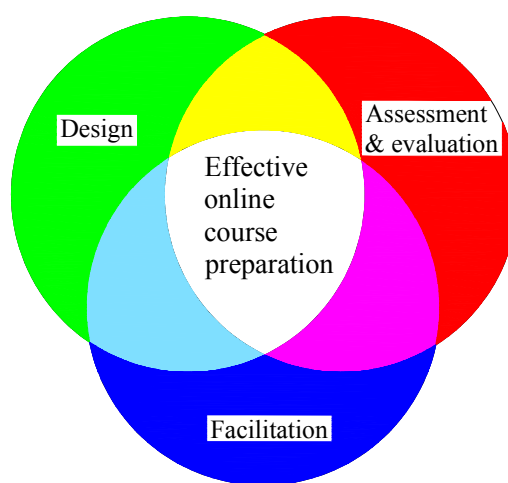 Design
Assessment
& evaluation
Effective
online
course
preparation
Facilitation